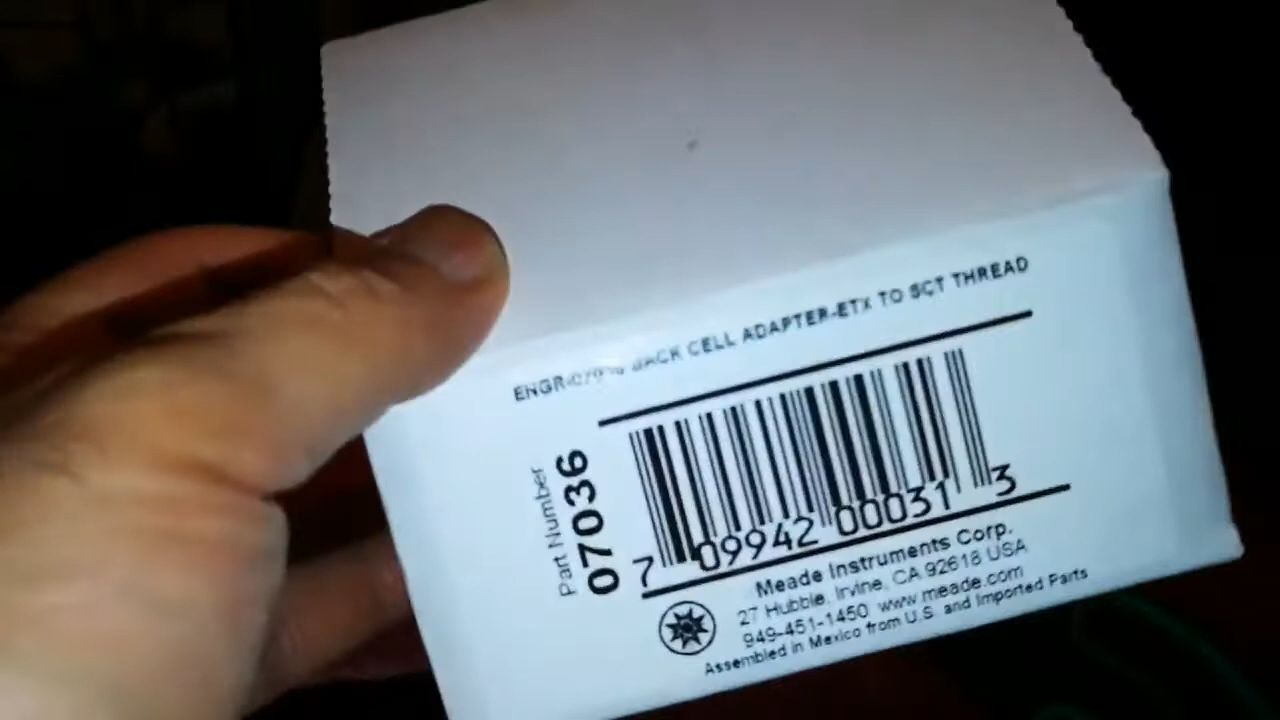 BACK CELL ADAPTER-ETX TO SCT THREAD
Part Number
07036
7 09942 00031 3
Meade Instruments Corp.
27 Hubble, Irvine, CA 92618 USA
949-451-1450 www.meade.com
Assembled in Mexico from U.S. and Imported Parts